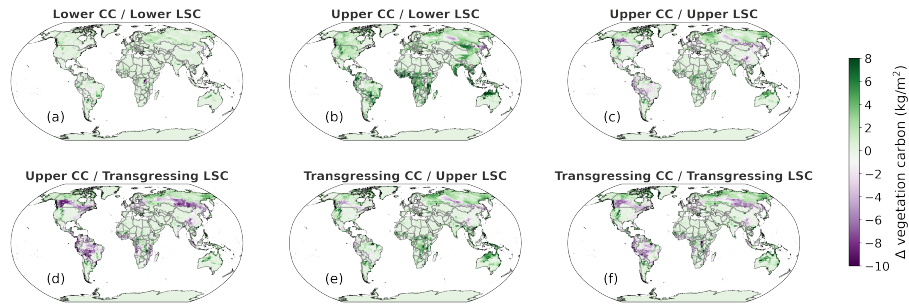 Lower CC / Lower LSC
Upper CC / Lower LSC
Upper CC / Upper LSC
(a)
(b)
(c)
Upper CC / Transgressing LSC
Transgressing CC / Upper LSC
Transgressing CC / Transgressing LSC
(d)
(e)
(f)
8
6
4
2
0
−2
−4
−6
−8
−10
Δ vegetation carbon (kg/m²)